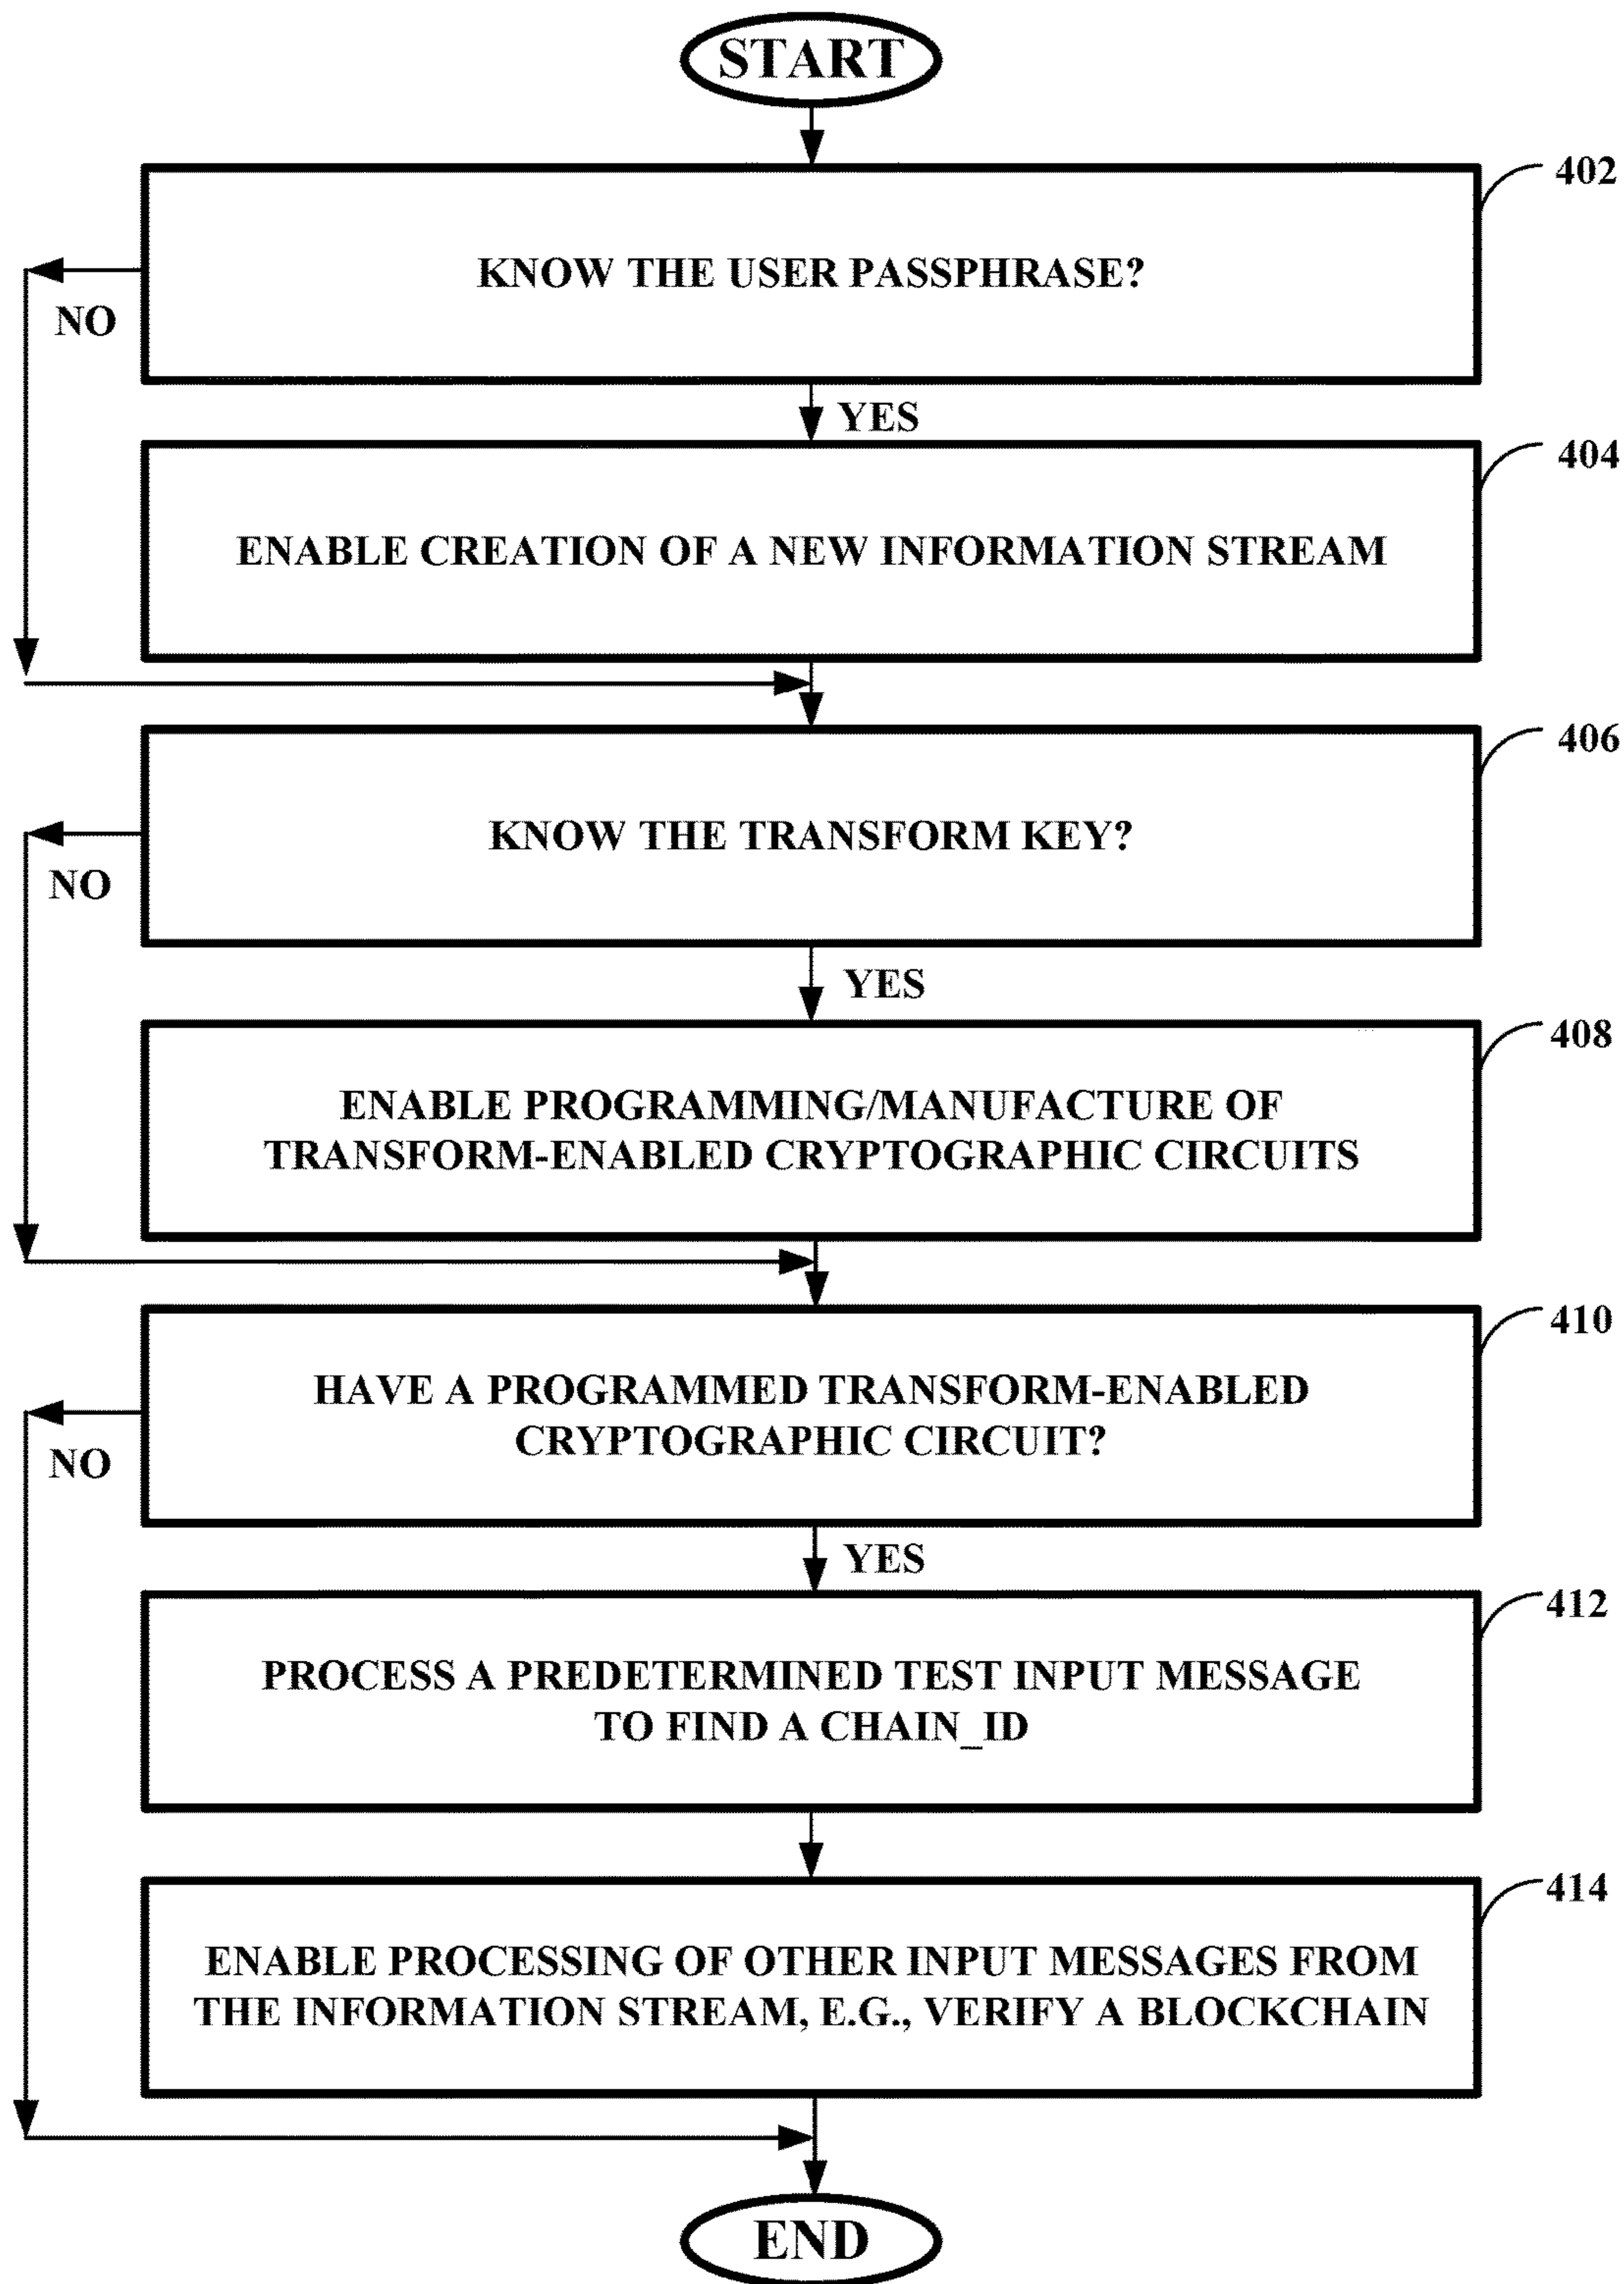 START
402
KNOW THE USER PASSPHRASE?
NO
YES
404
ENABLE CREATION OF A NEW INFORMATION STREAM
406
KNOW THE TRANSFORM KEY?
NO
YES
408
ENABLE PROGRAMMING/MANUFACTURE OF
TRANSFORM-ENABLED CRYPTOGRAPHIC CIRCUITS
410
HAVE A PROGRAMMED TRANSFORM-ENABLED
CRYPTOGRAPHIC CIRCUIT?
NO
YES
412
PROCESS A PREDETERMINED TEST INPUT MESSAGE
TO FIND A CHAIN_ID
414
ENABLE PROCESSING OF OTHER INPUT MESSAGES FROM
THE INFORMATION STREAM, E.G., VERIFY A BLOCKCHAIN
END